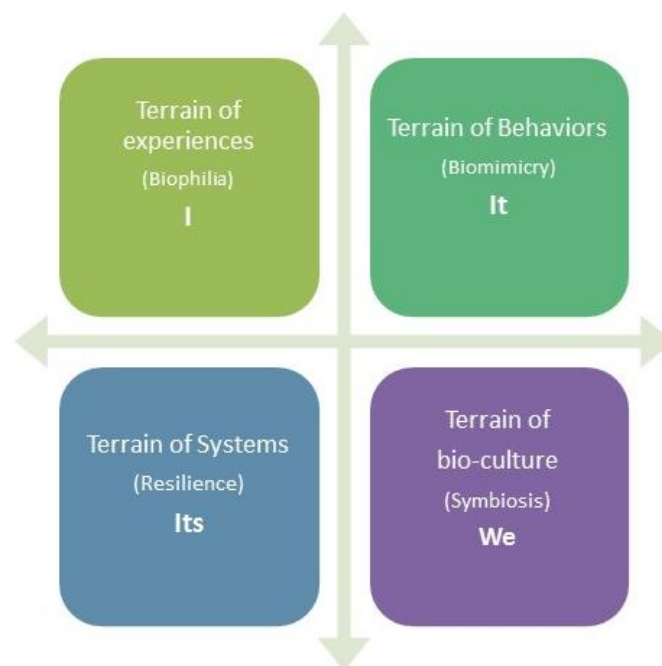 Terrain of
experiences
(Biophilia)
I
Terrain of Behaviors
(Biomimicry)
It
Terrain of Systems
(Resilience)
Its
Terrain of
bio-culture
(Symbiosis)
We